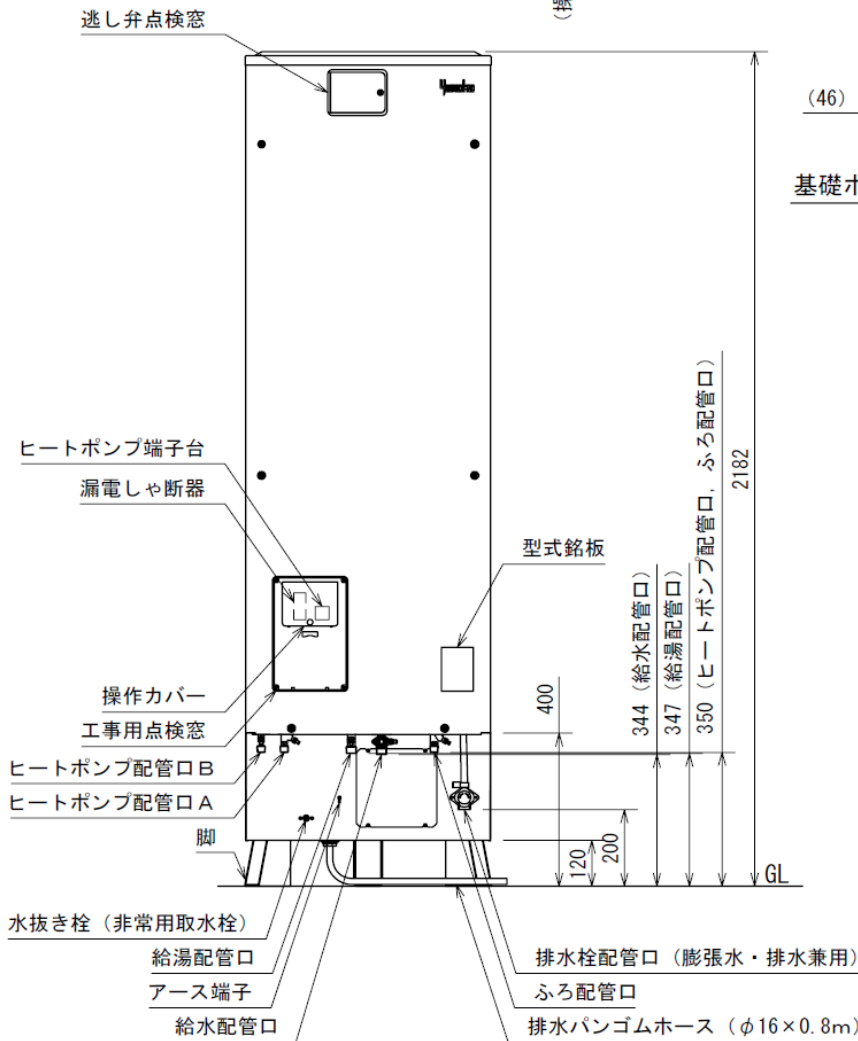 逃し弁点検窓
(46)
基礎ボ
ヒートポンプ端子台
漏電しゃ断器
型式銘板
操作カバー
工事用点検窓
ヒートポンプ配管口B
ヒートポンプ配管口A
脚
400
120
200
344(給水配管口)
347(給湯配管口)
350(ヒートポンプ配管口, ふろ配管口)
2182
GL
水抜き栓(非常用取水栓)
給湯配管口
アース端子
給水配管口
排水栓配管口(膨張水・排水兼用)
ふろ配管口
排水パンゴムホース(φ16×0.8m)